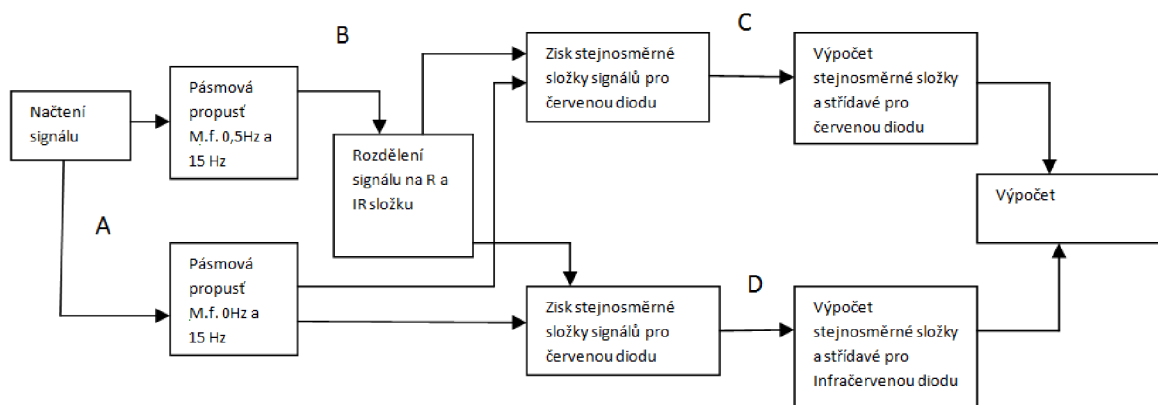 Načtení
signálu
A
Pásmová
propusť
M.f. 0,5Hz a
15 Hz
Pásmová
propusť
M.f. 0Hz a
15 Hz
B
Rozdělení
signálu na R a
IR složku
Zisk stejnosměrné
složky signálů pro
červenou diodu
Zisk stejnosměrné
složky signálů pro
červenou diodu
C
D
Výpočet
stejnosměrné složky
a střídavé pro
červenou diodu
Výpočet
stejnosměrné složky
a střídavé pro
Infračervenou diodu
Výpočet